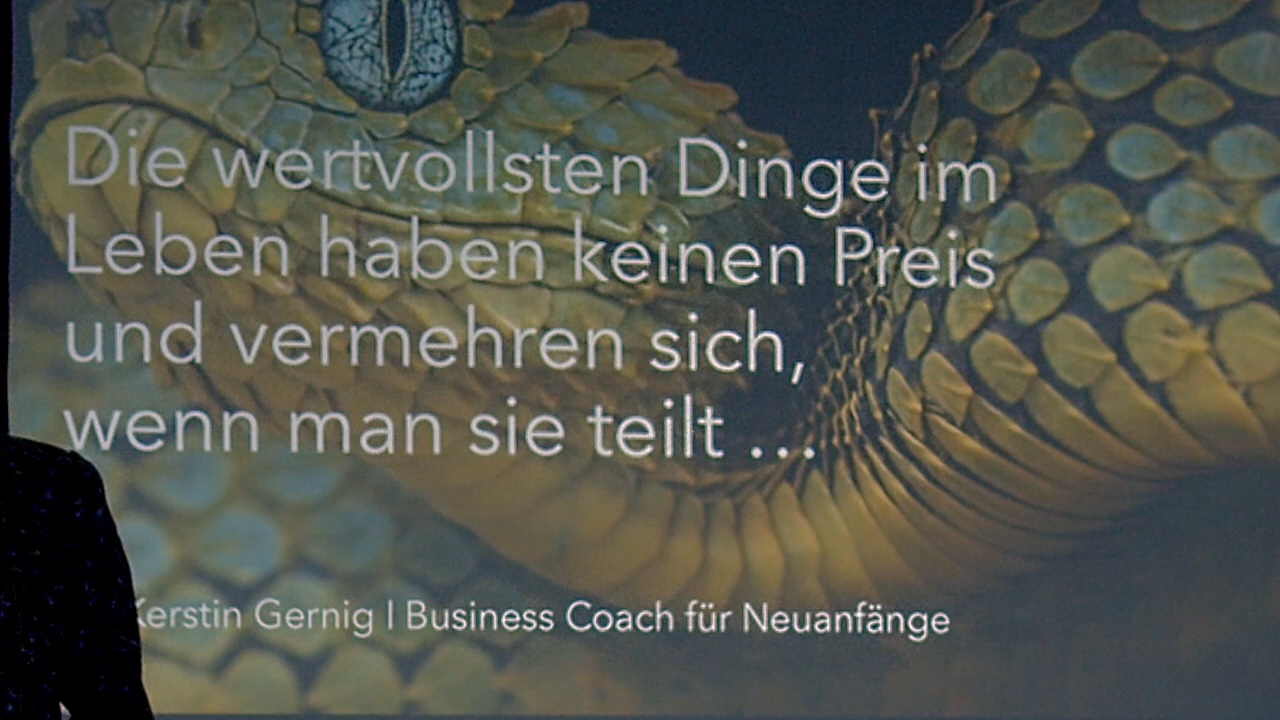 Die wertvollsten Dinge im
Leben haben keinen Preis
und vermehren sich,
wenn man sie teilt ...
Kerstin Gernig | Business Coach für Neuanfänge